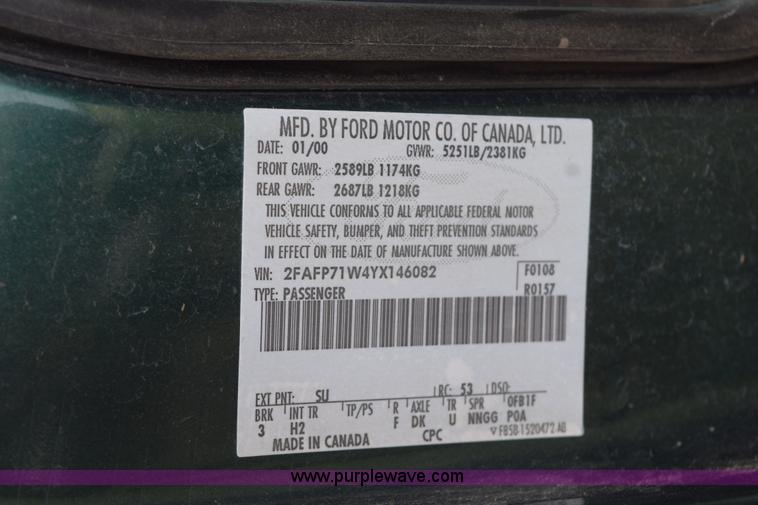 MFD. BY FORD MOTOR CO. OF CANADA, LTD.
DATE: 01/00 GVWR: 5251LB/2381KG
FRONT GAWR: 2589LB 1174KG
REAR GAWR: 2687LB 1218KG
THIS VEHICLE CONFORMS TO ALL APPLICABLE FEDERAL MOTOR
VEHICLE SAFETY, BUMPER, AND THEFT PREVENTION STANDARDS
IN EFFECT ON THE DATE OF MANUFACTURE SHOWN ABOVE.
VIN: 2FAFP71W4YX146082 F0108
TYPE: PASSENGER R0157
EXT PNT: SU RC: 53 DSO:
BRK INT TR TP/PS R AXLE TR SPR 0FB1F
3 H2 F DK U NNGG POA
MADE IN CANADA CPC F85B-1520472-AB
www.purplewave.com